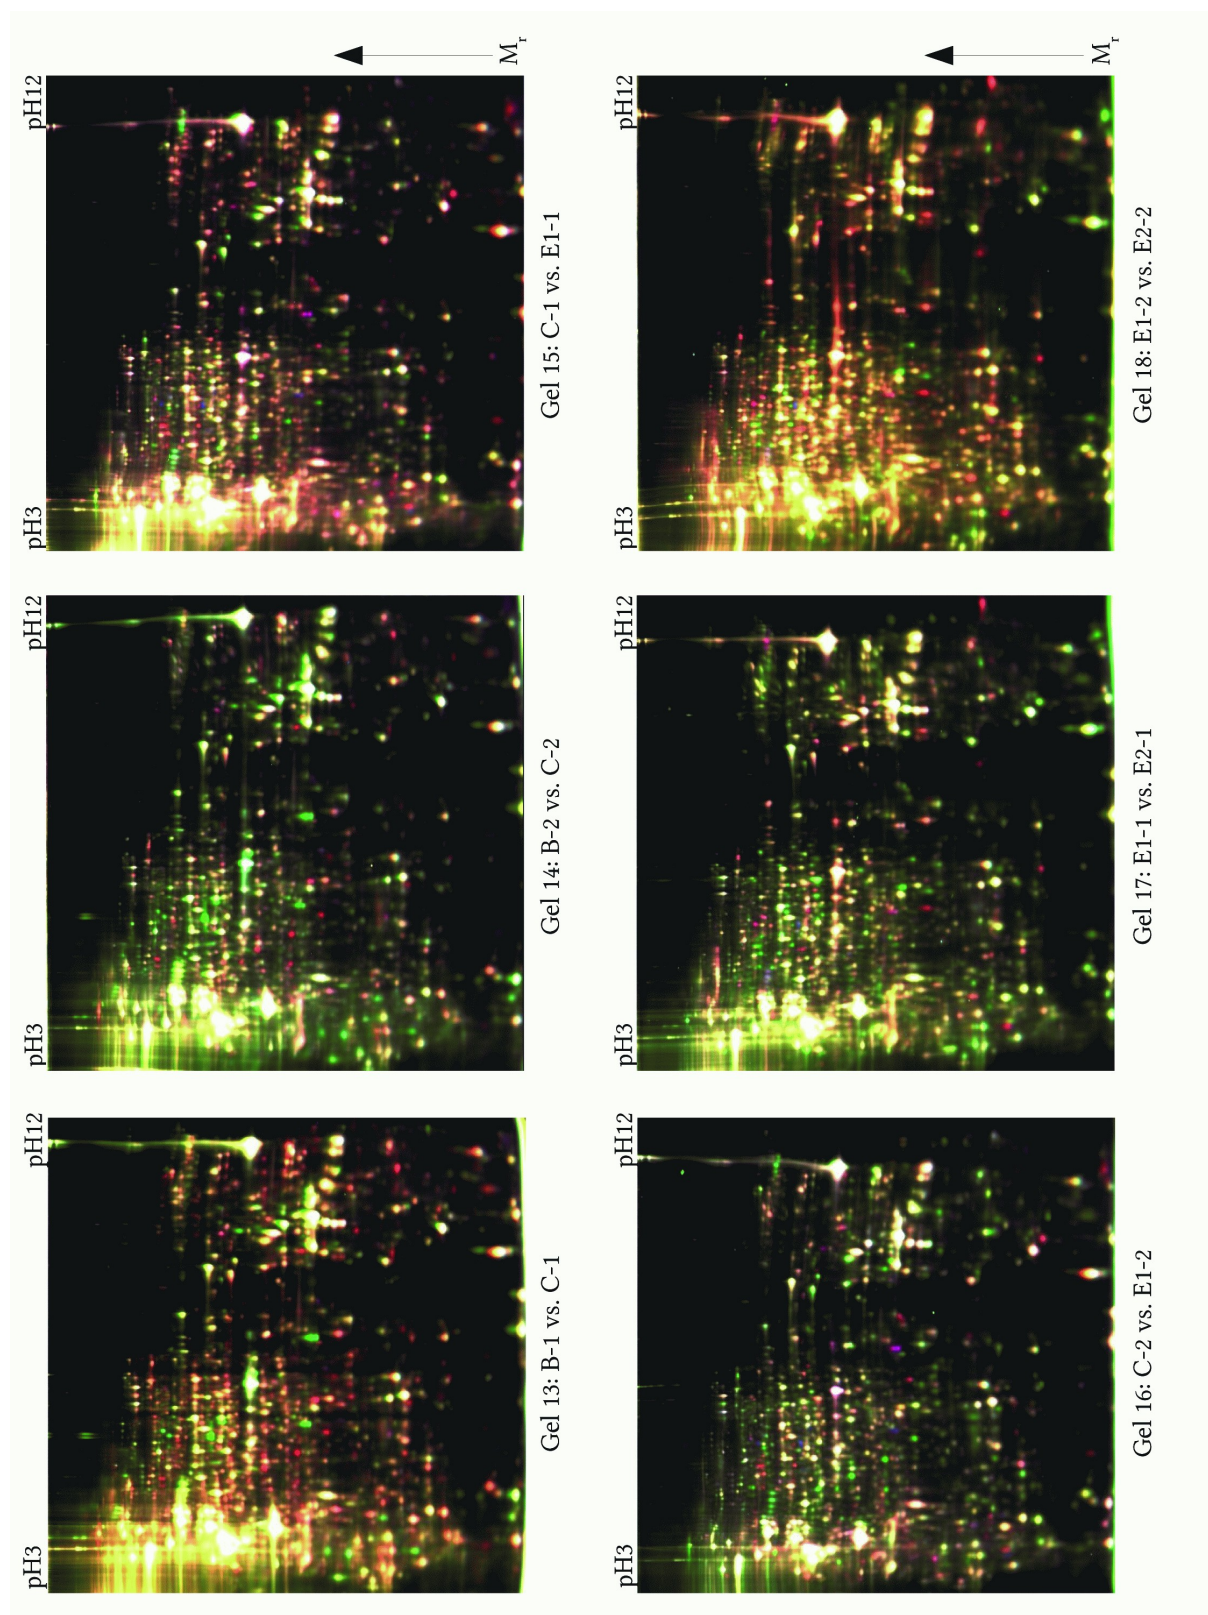 pH3 pH12 pH3 pH12 pH3 pH12
Mr
Gel 13: B-1 vs. C-1 Gel 14: B-2 vs. C-2 Gel 15: C-1 vs. E1-1
pH3 pH12 pH3 pH12 pH3 pH12
Mr
Gel 16: C-2 vs. E1-2 Gel 17: E1-1 vs. E2-1 Gel 18: E1-2 vs. E2-2